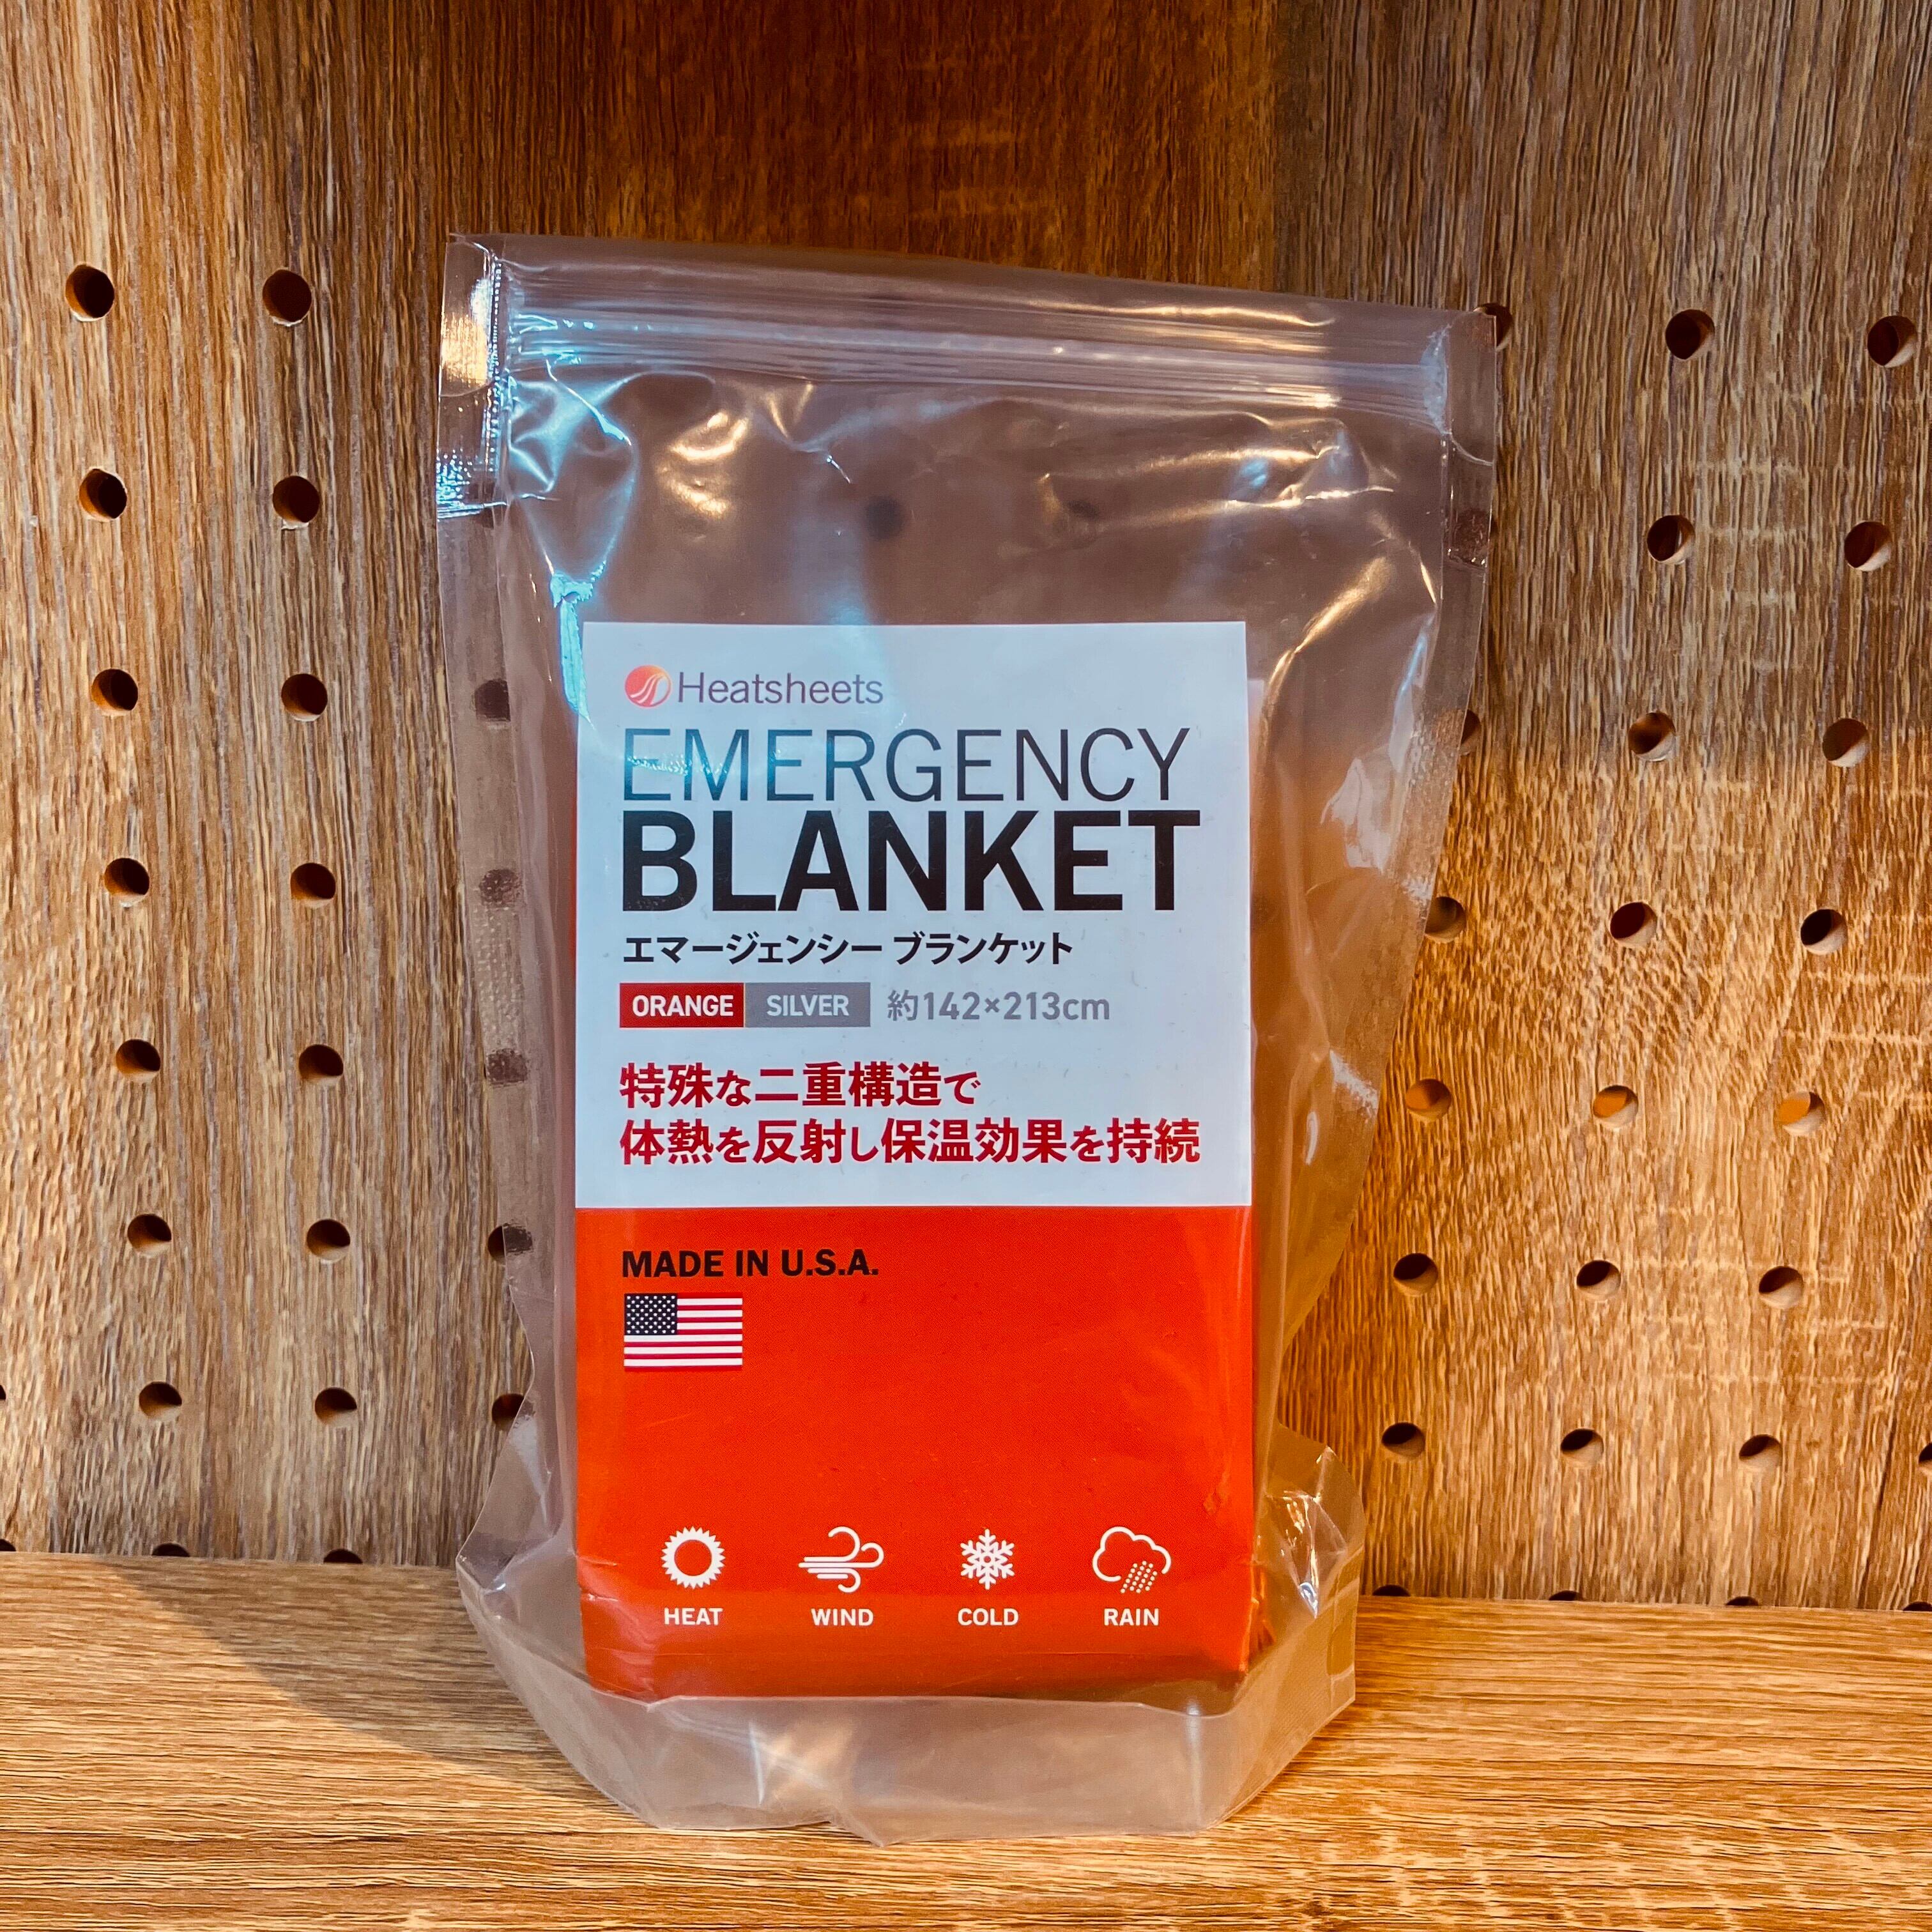 Heatsheets
EMERGENCY
BLANKET
エマージェンシー ブランケット
ORANGE SILVER 約142×213cm
特殊な二重構造で
体熱を反射し保温効果を持続
MADE IN U.S.A.
HEAT WIND COLD RAIN